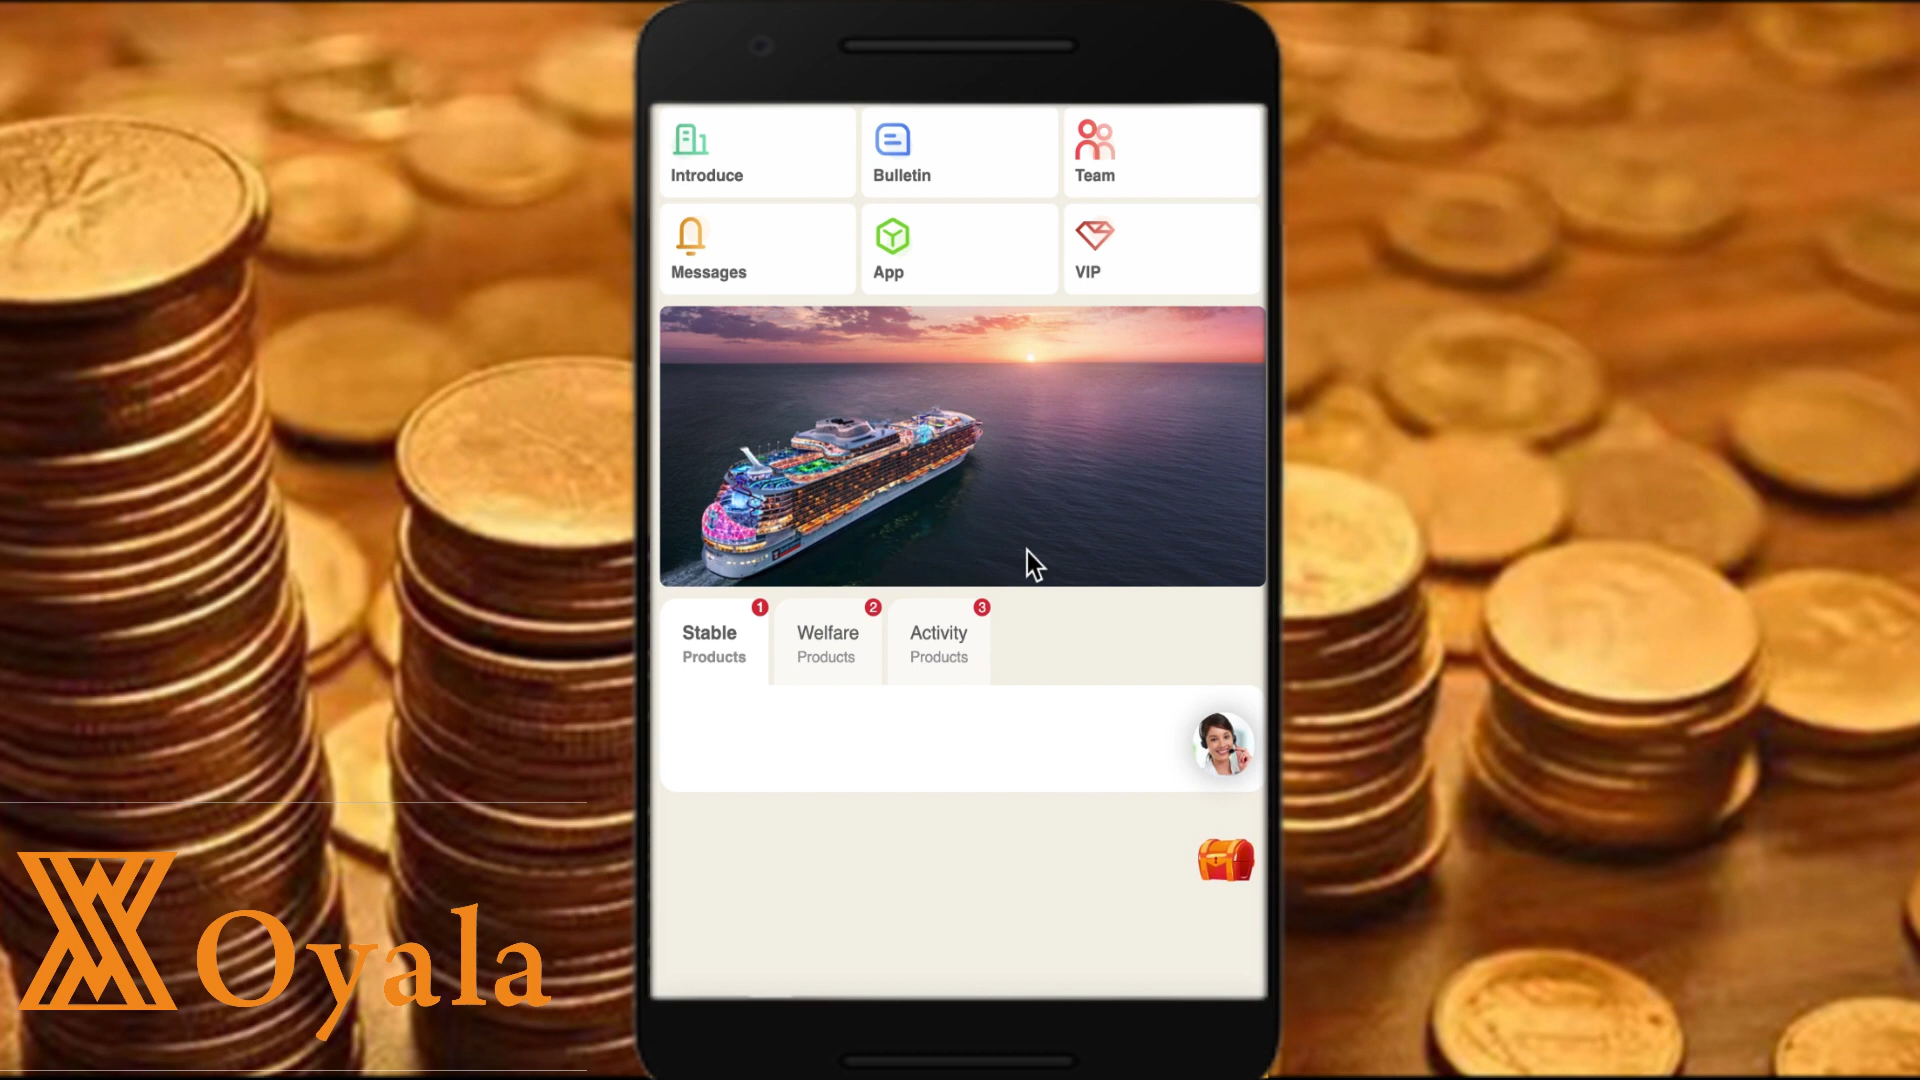 Introduce
Bulletin
Team
Messages
App
VIP
1
2
3
Stable
Welfare
Activity
Products
Products
Products
Oyala